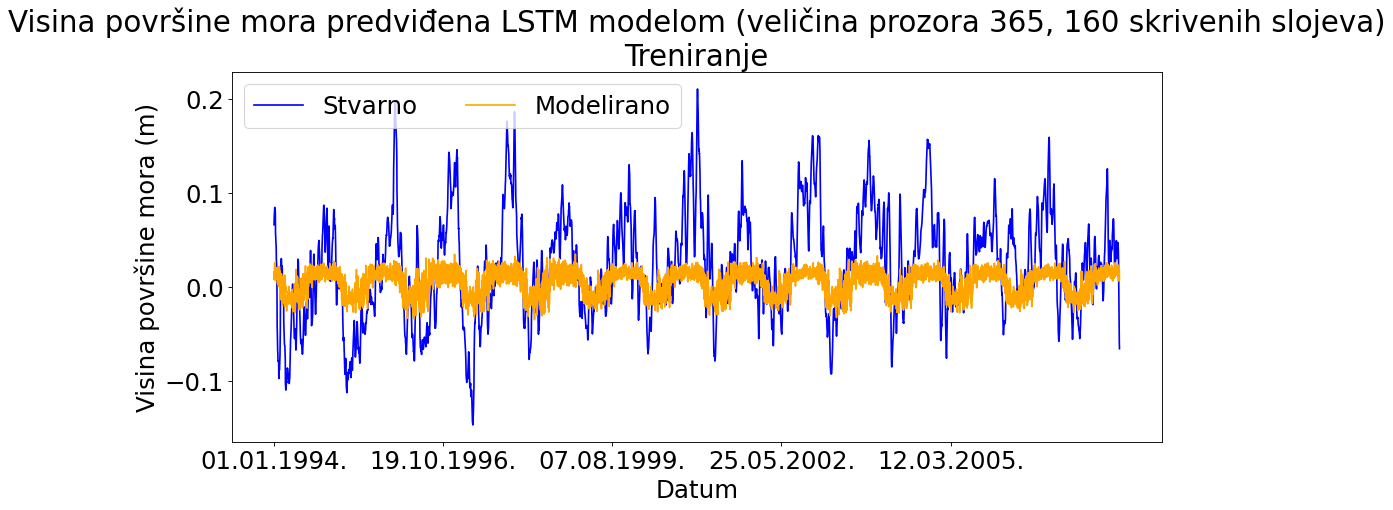 Visina površine mora predviđena LSTM modelom (veličina prozora 365, 160 skrivenih slojeva)
Treniranje
Stvarno
Modelirano
Visina površine mora (m)
0.2
0.1
0.0
−0.1
01.01.1994.
19.10.1996.
07.08.1999.
25.05.2002.
12.03.2005.
Datum